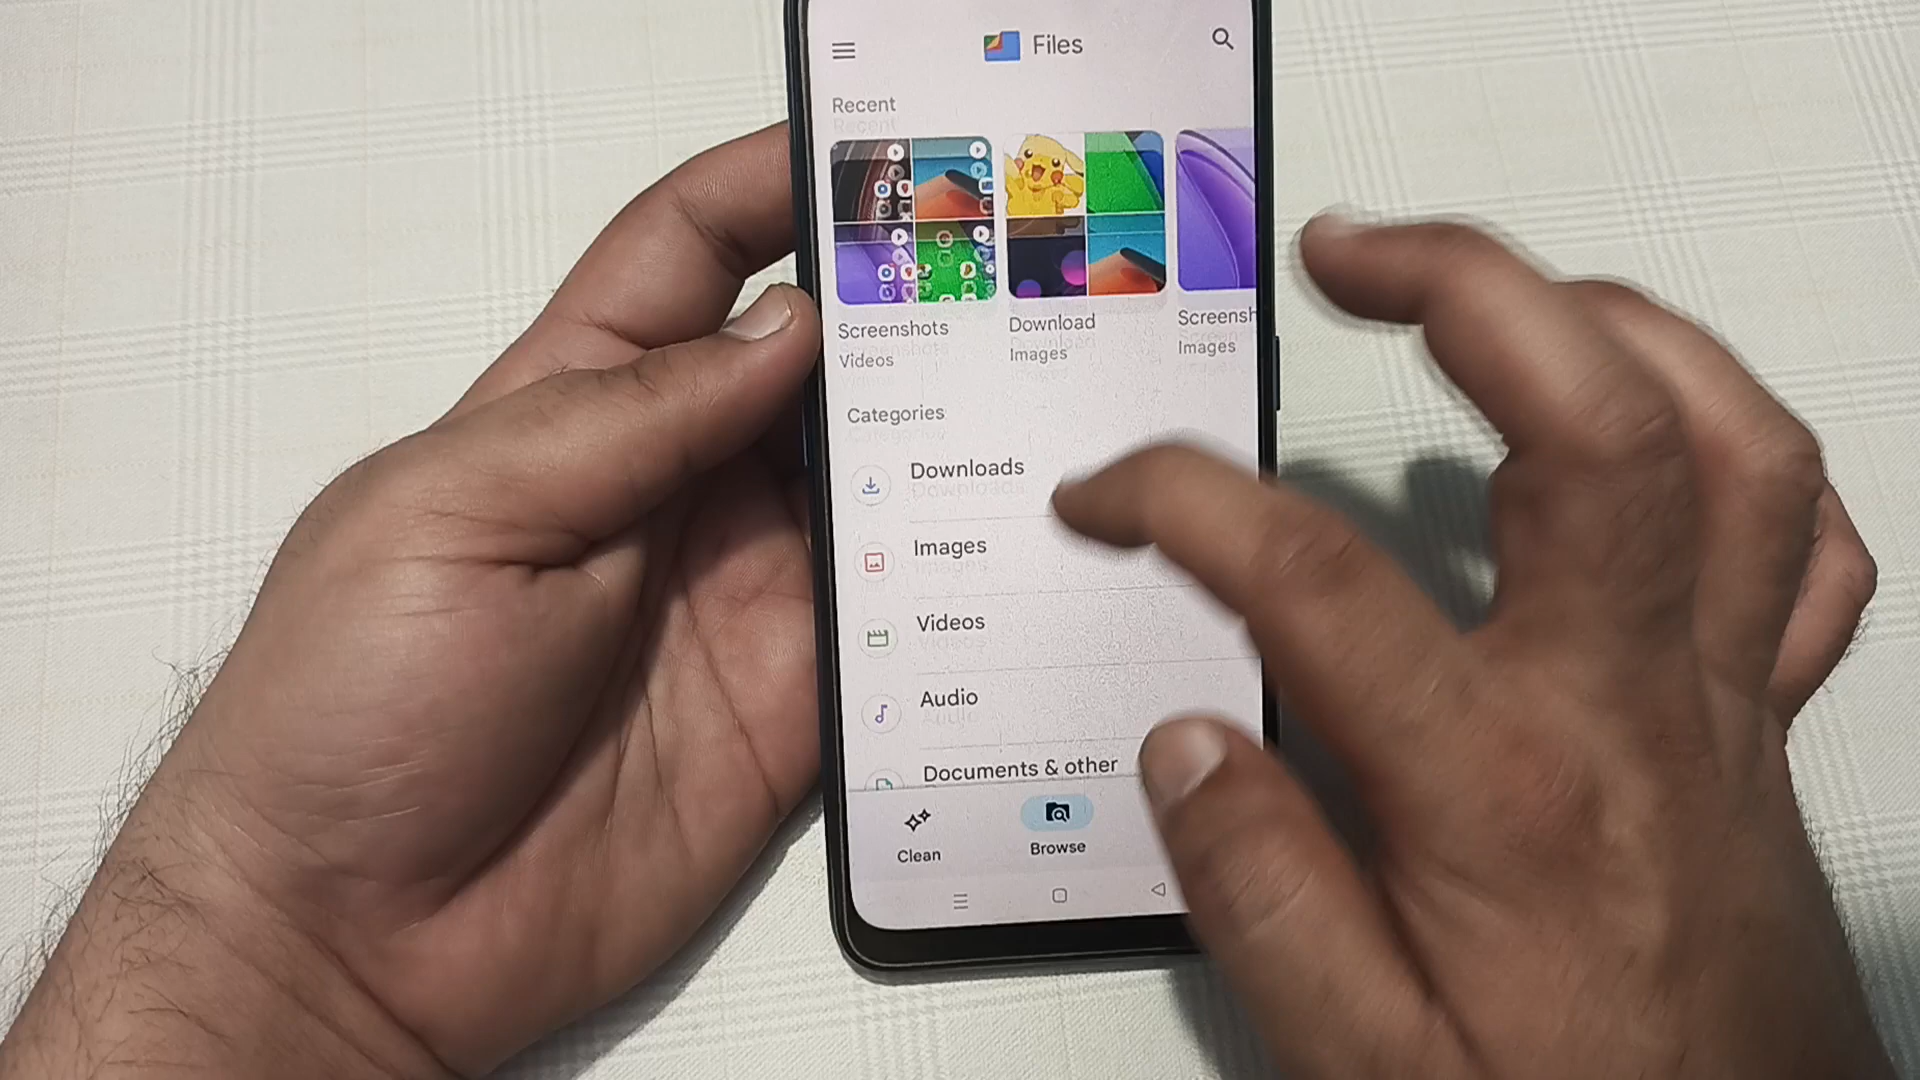 Files
Recent
Screenshots
Videos
Download
Images
Screensh
Images
Categories
Downloads
Images
Videos
Audio
Documents & other
Clean
Browse